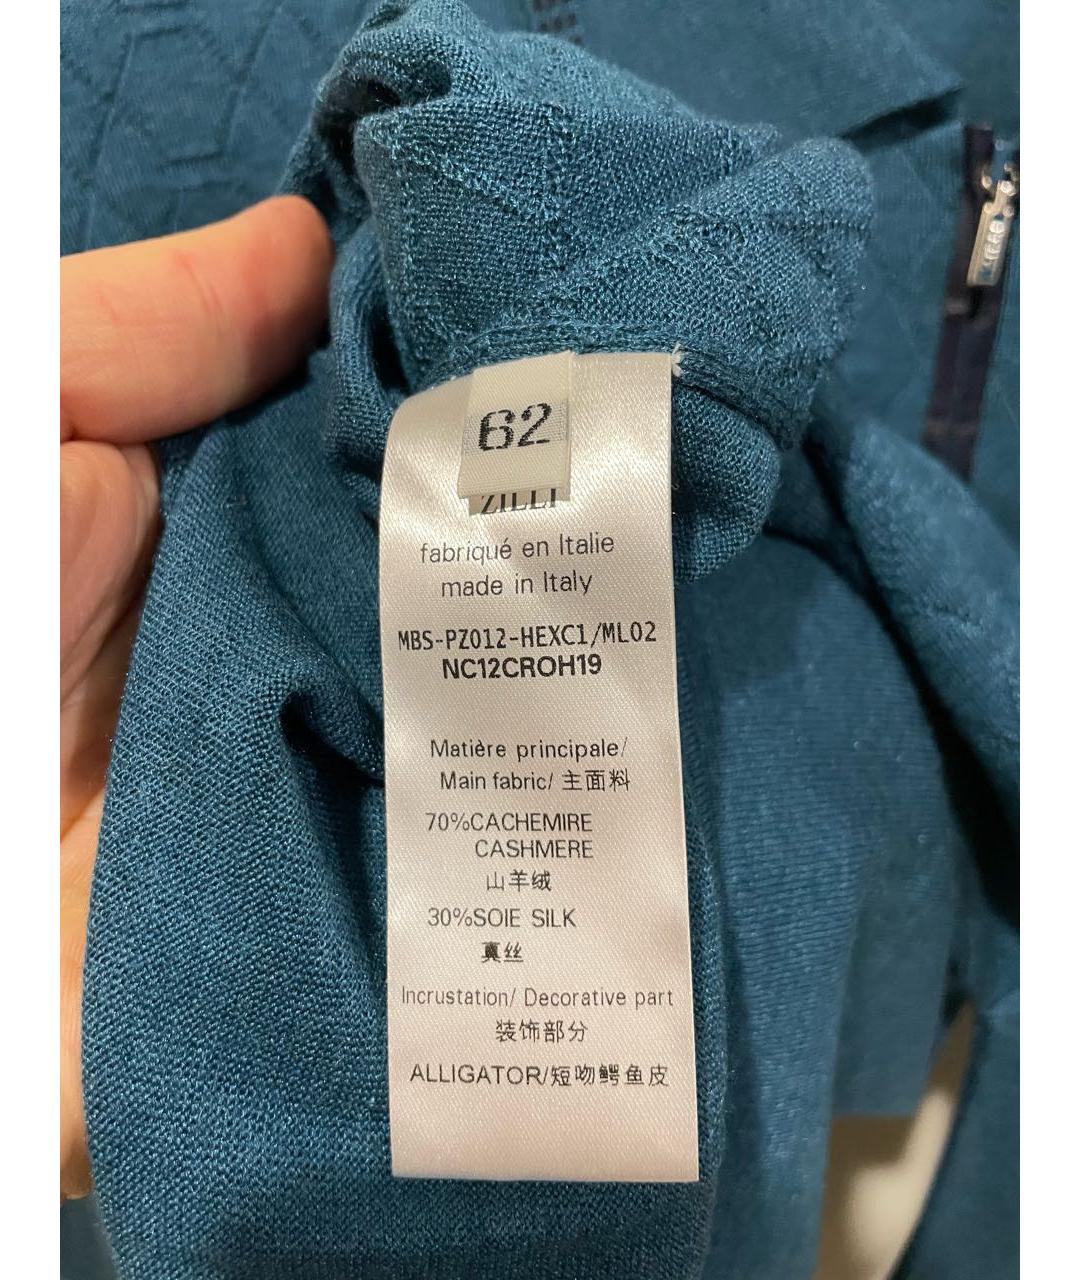 62
ZILLI
fabriqué en Italie
made in Italy
MBS-PZ012-HEXC1/ML02
NC12CROH19
Matière principale/
Main fabric/ 主面料
70%CACHEMIRE
CASHMERE
山羊绒
30%SOIE SILK
真丝
Incrustation/ Decorative part
装饰部分
ALLIGATOR/短吻鳄鱼皮